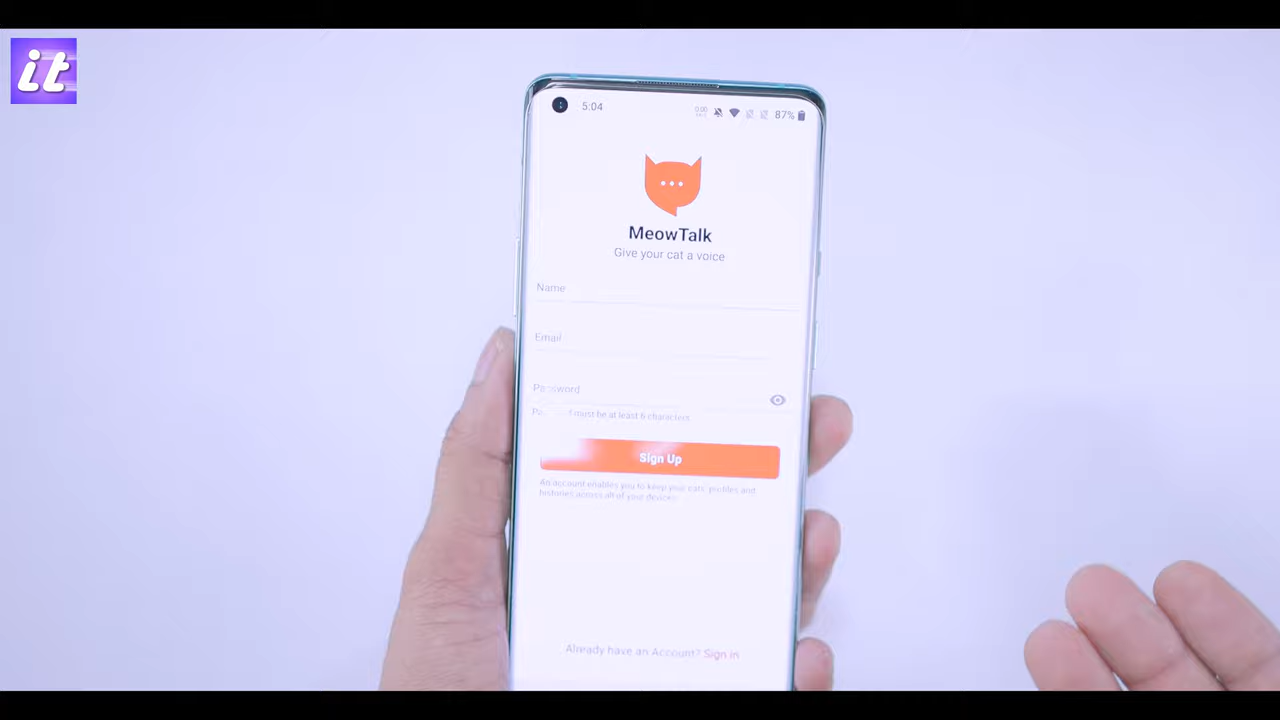 it
5:04
87%
MeowTalk
Give your cat a voice
Name
Email
Password
must be at least 6 characters
Sign Up
An account enables you to keep your cats' profiles and
histories across all of your devices
Already have an Account? Sign in